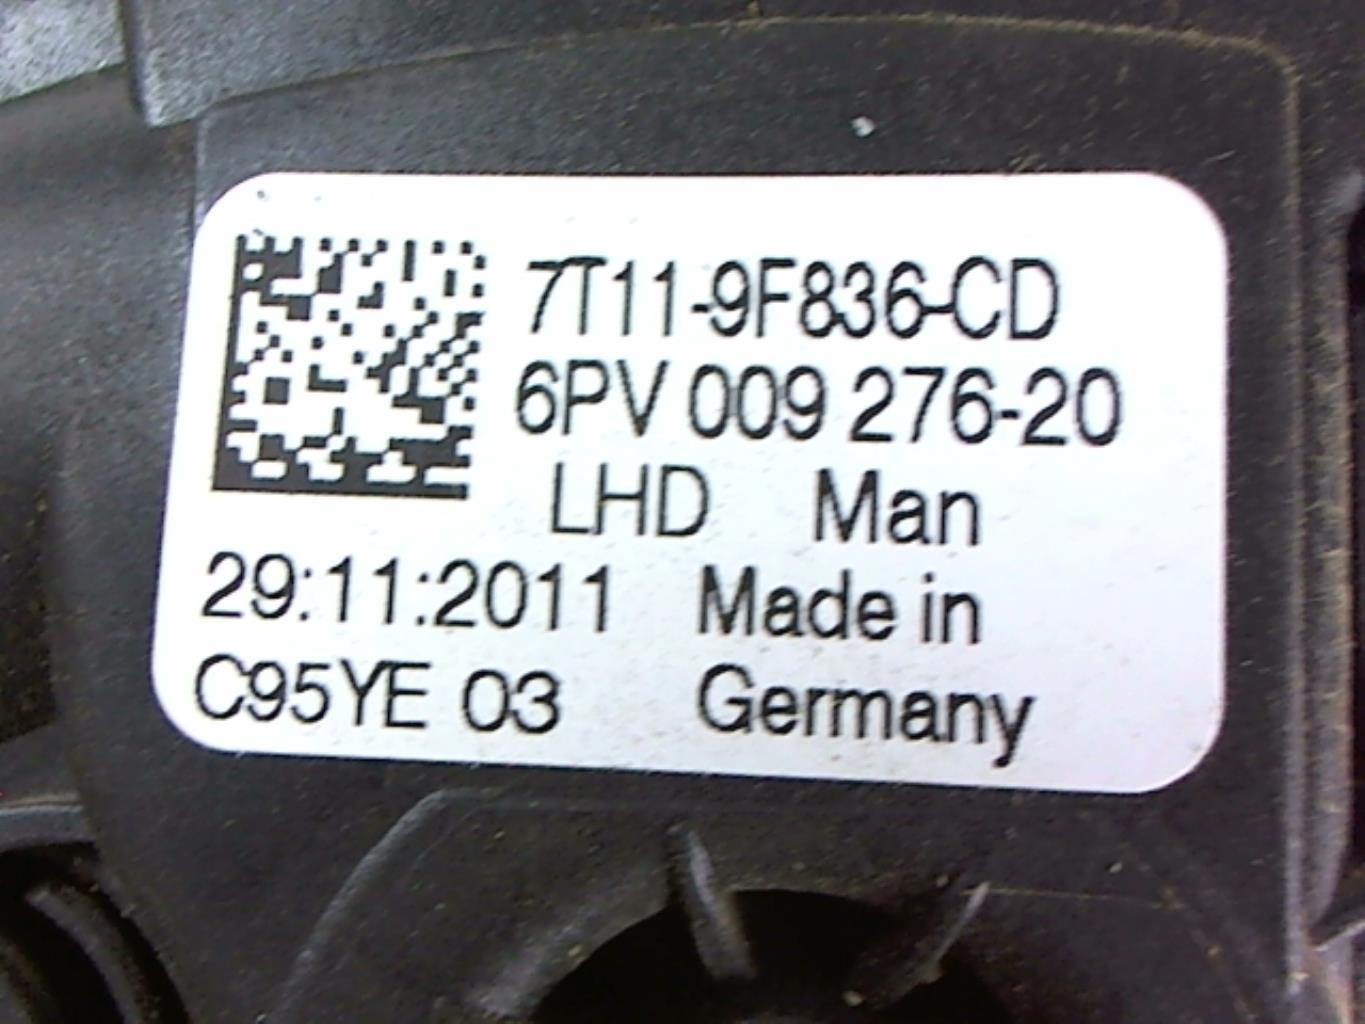 7T11-9F836-CD
6PV 009 276-20
LHD Man
29:11:2011 Made in
C95YE 03 Germany